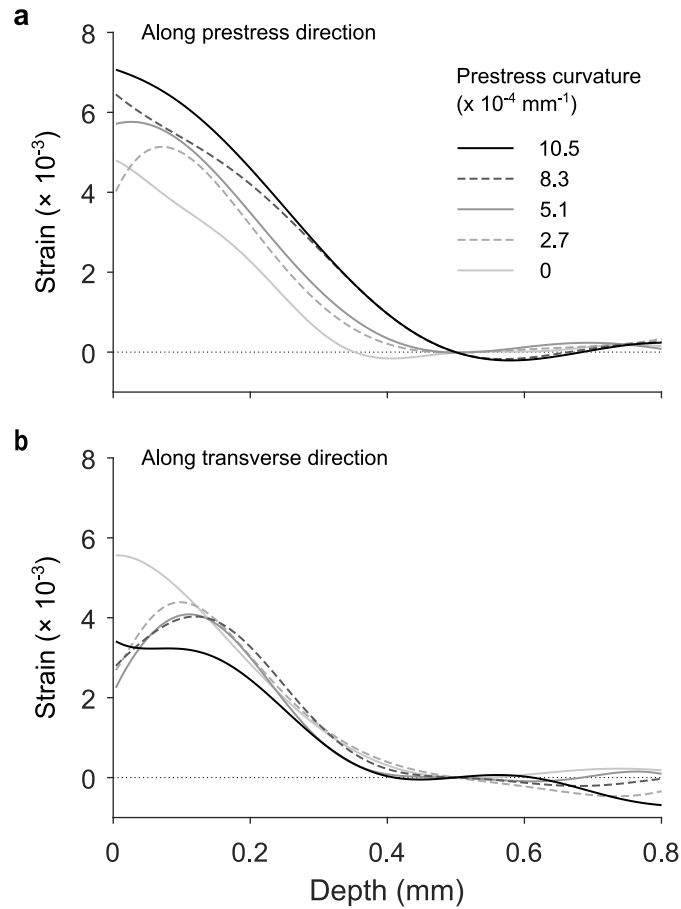 a
8
Along prestress direction
Prestress curvature
(x 10⁻⁴ mm⁻¹)
10.5
8.3
5.1
2.7
0
6
4
2
0
Strain (× 10⁻³)
b
8
Along transverse direction
6
4
2
0
Strain (× 10⁻³)
0 0.2 0.4 0.6 0.8
Depth (mm)